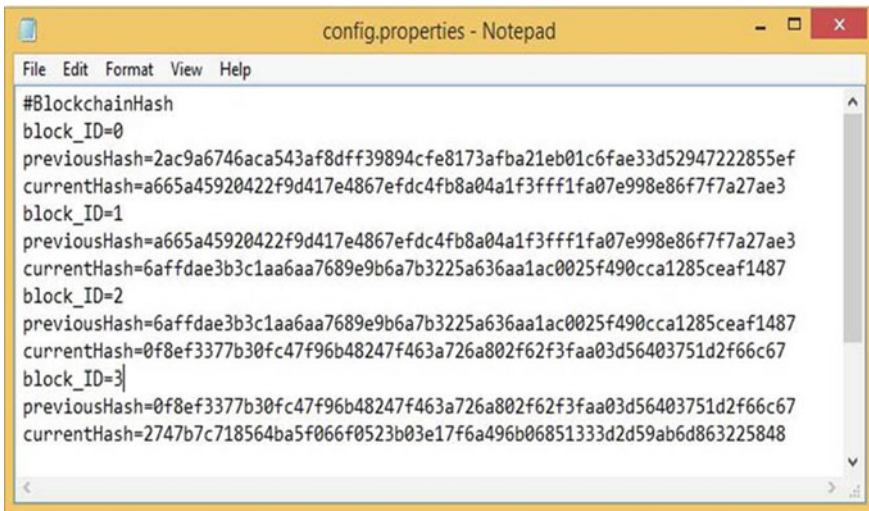 config.properties - Notepad
File Edit Format View Help
#BlockchainHash
block_ID=0
previousHash=2ac9a6746aca543af8dff39894cfe8173afba21eb01c6fae33d52947222855ef
currentHash=a665a45920422f9d417e4867efdc4fb8a04a1f3fff1fa07e998e86f7f7a27ae3
block_ID=1
previousHash=a665a45920422f9d417e4867efdc4fb8a04a1f3fff1fa07e998e86f7f7a27ae3
currentHash=6affdae3b3c1aa6aa7689e9b6a7b3225a636aa1ac0025f490cca1285ceaf1487
block_ID=2
previousHash=6affdae3b3c1aa6aa7689e9b6a7b3225a636aa1ac0025f490cca1285ceaf1487
currentHash=0f8ef3377b30fc47f96b48247f463a726a802f62f3faa03d56403751d2f66c67
block_ID=3
previousHash=0f8ef3377b30fc47f96b48247f463a726a802f62f3faa03d56403751d2f66c67
currentHash=2747b7c718564ba5f066f0523b03e17f6a496b06851333d2d59ab6d863225848